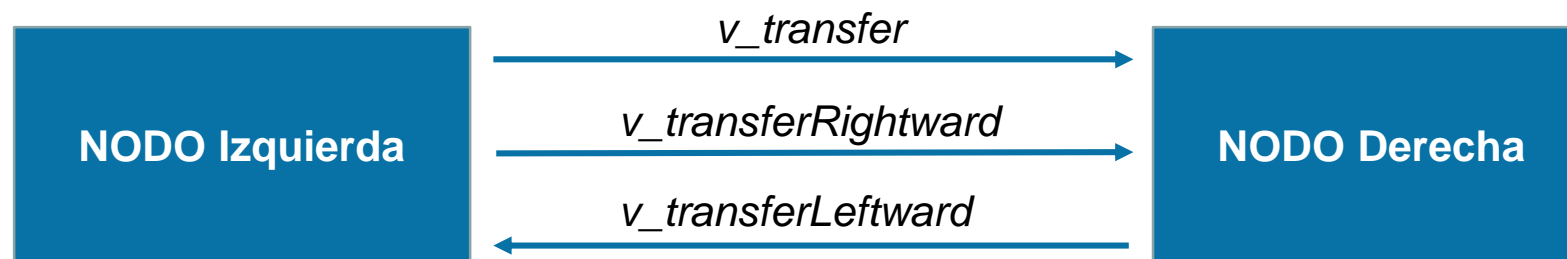 v_transfer
NODO Izquierda
v_transferRightward
NODO Derecha
v_transferLeftward